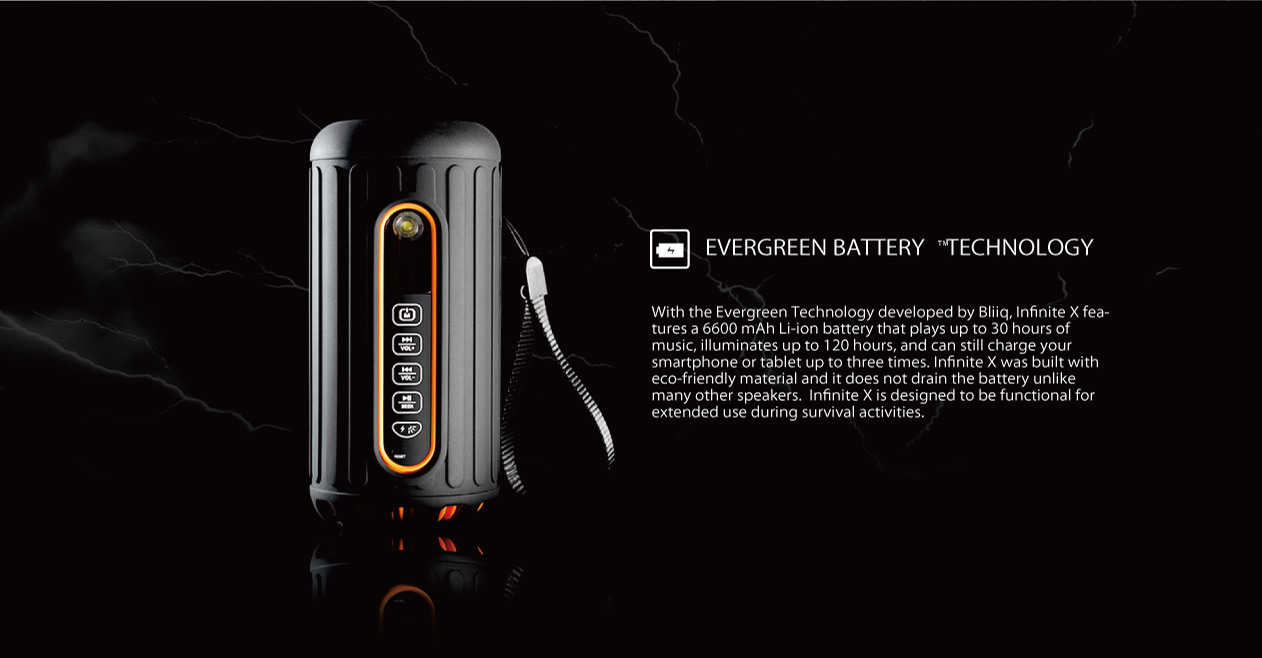 EVERGREEN BATTERY ™TECHNOLOGY
With the Evergreen Technology developed by Bliiq, Infinite X fea-
tures a 6600 mAh Li-ion battery that plays up to 30 hours of
music, illuminates up to 120 hours, and can still charge your
smartphone or tablet up to three times. Infinite X was built with
eco-friendly material and it does not drain the battery unlike
many other speakers. Infinite X is designed to be functional for
extended use during survival activities.
M
VOL+
VOL-
SEEK
RESET